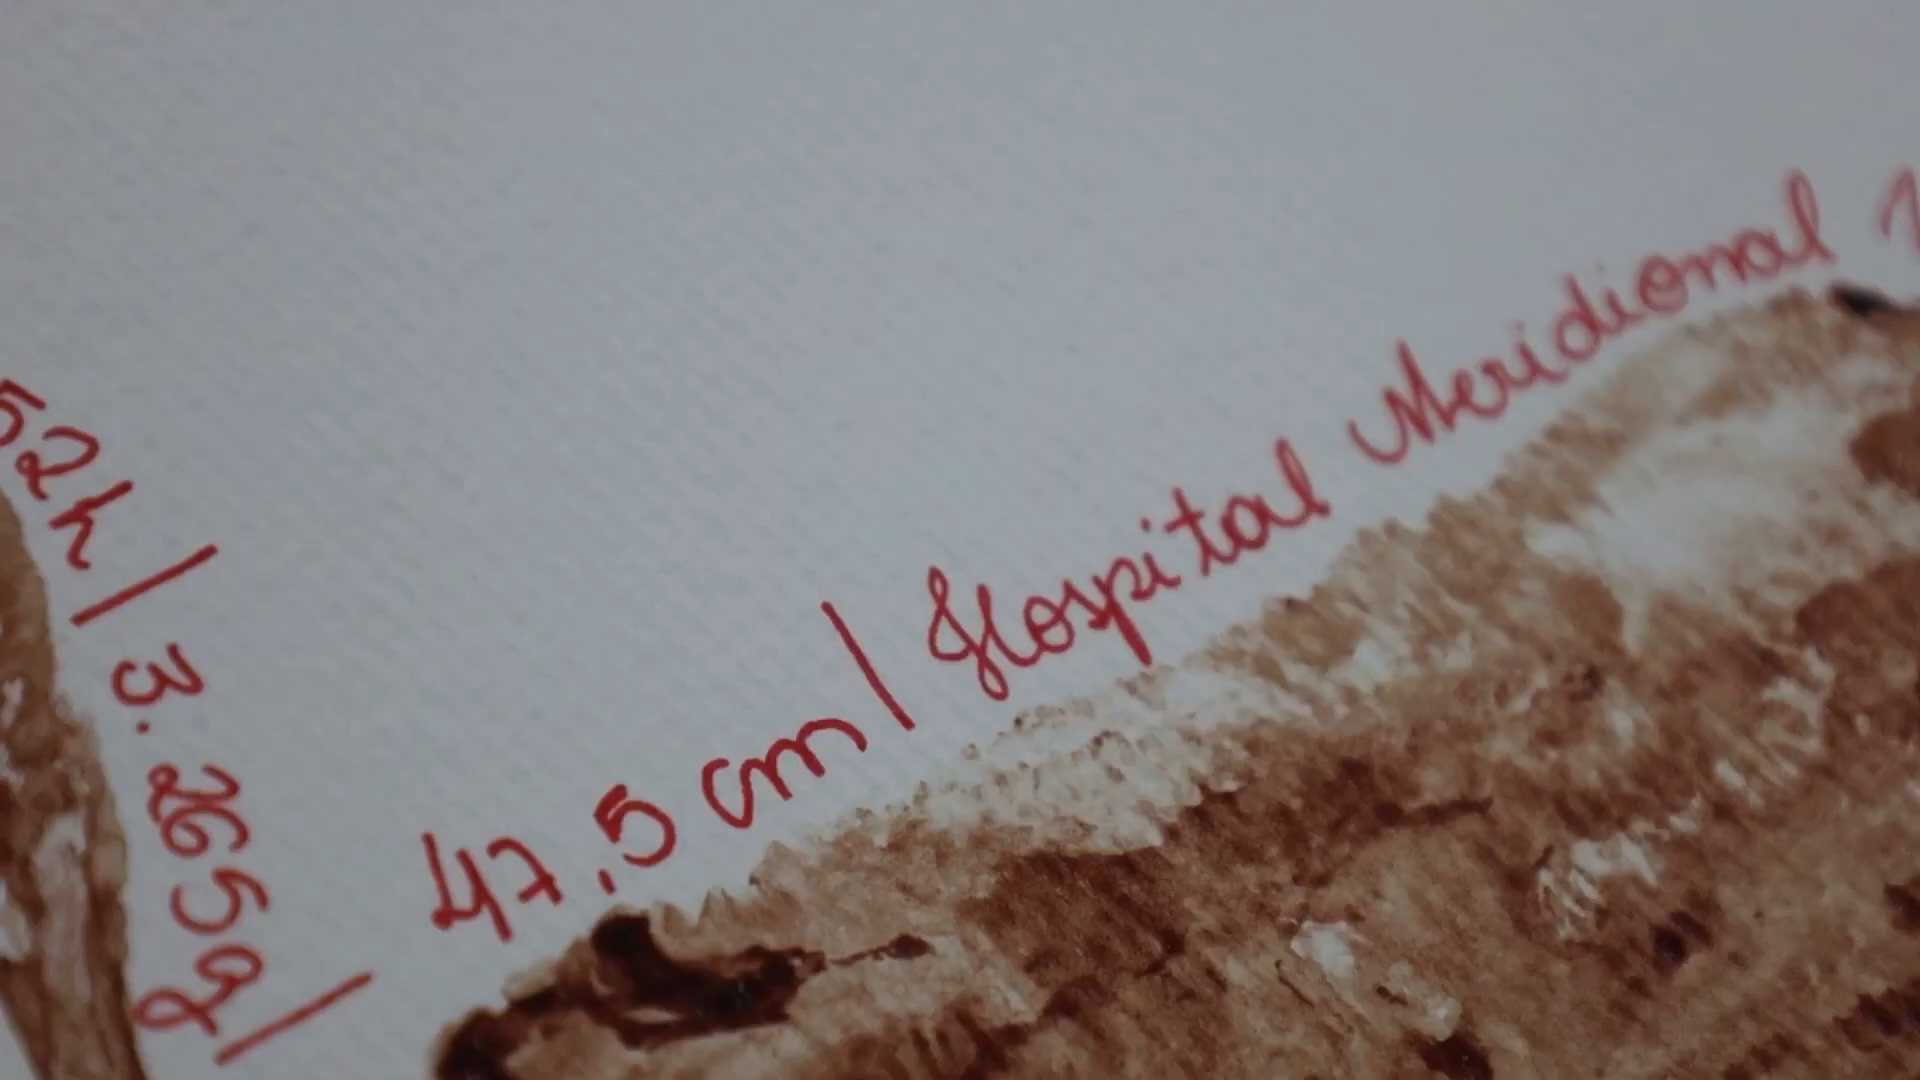 52h / 3.265g /
47,5 cm / Hospital Meridional